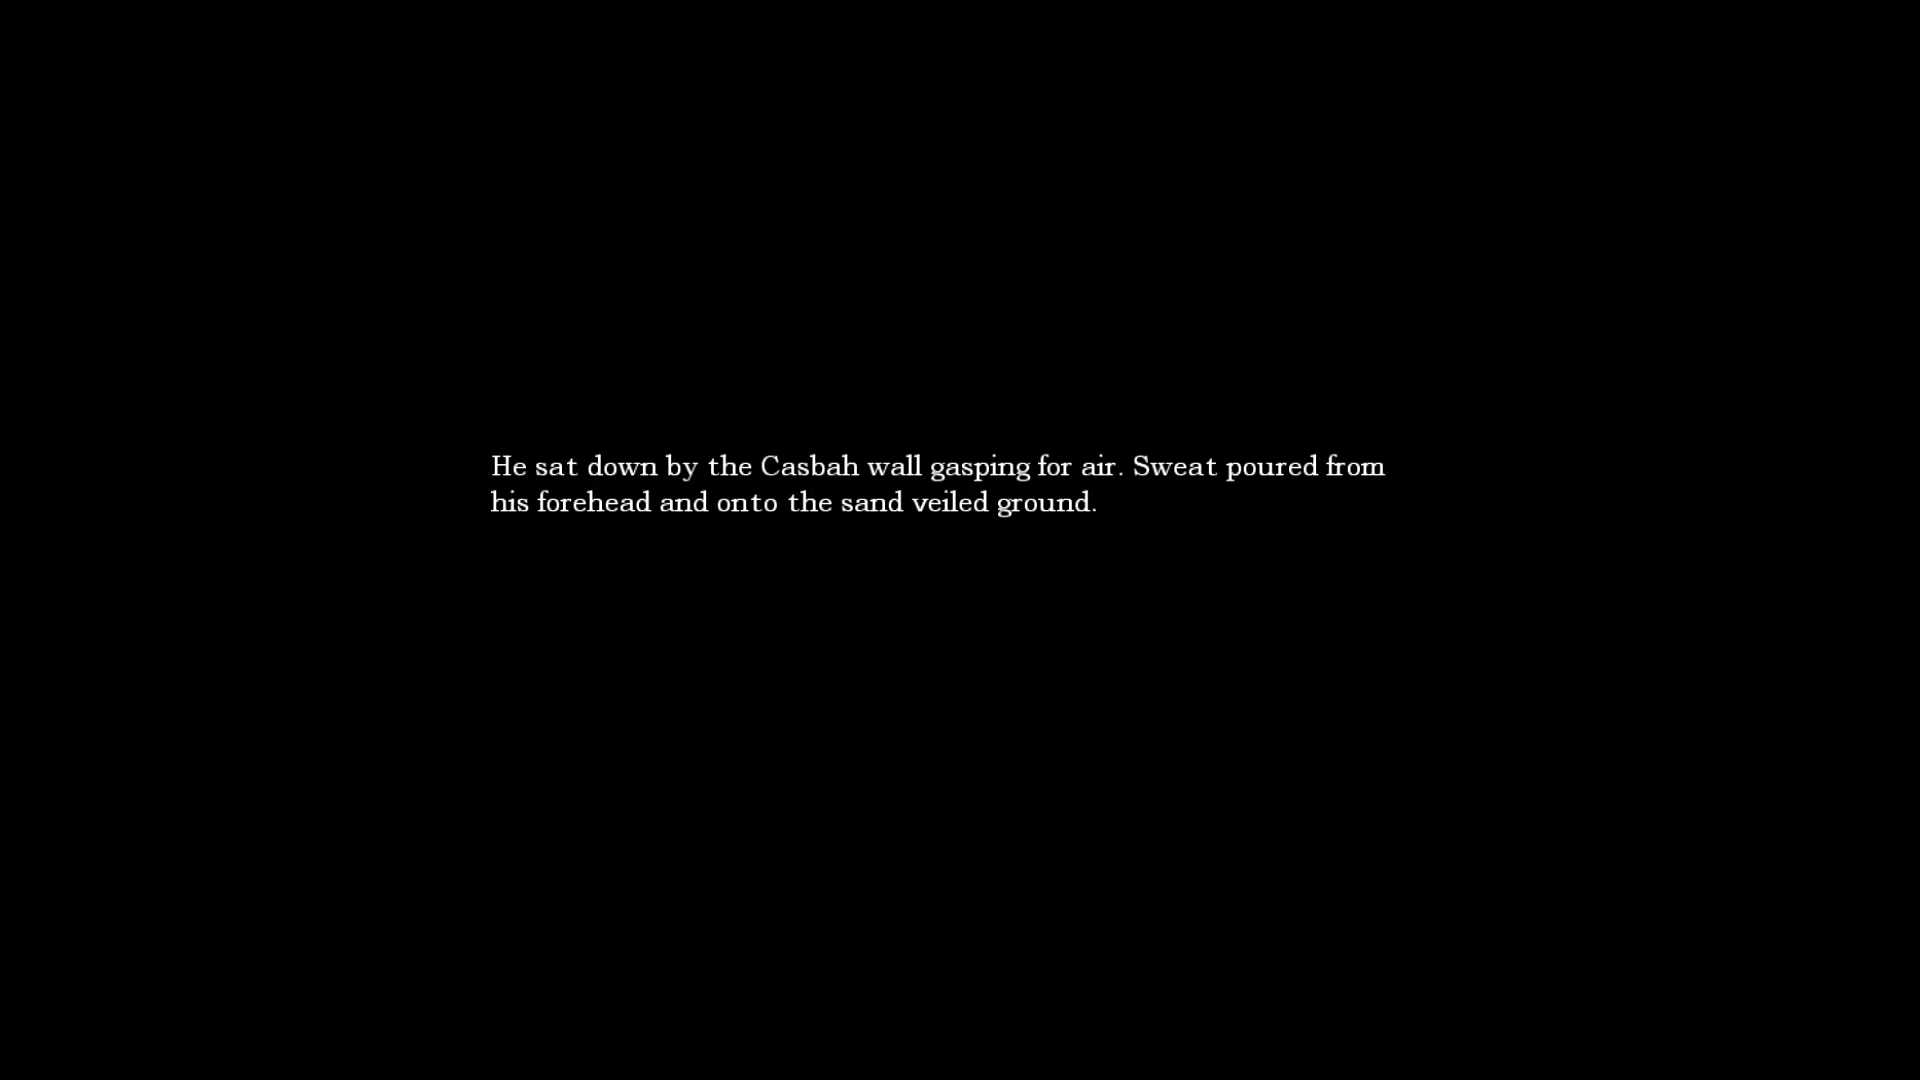 He sat down by the Casbah wall gasping for air. Sweat poured from
his forehead and onto the sand veiled ground.